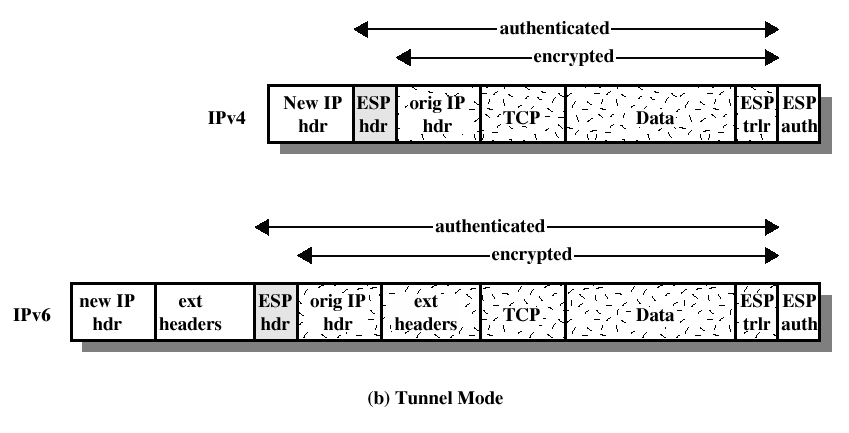 authenticated
encrypted
IPv4
New IP hdr
ESP hdr
orig IP hdr
TCP
Data
ESP trlr
ESP auth
authenticated
encrypted
IPv6
new IP hdr
ext headers
ESP hdr
orig IP hdr
ext headers
TCP
Data
ESP trlr
ESP auth
(b) Tunnel Mode